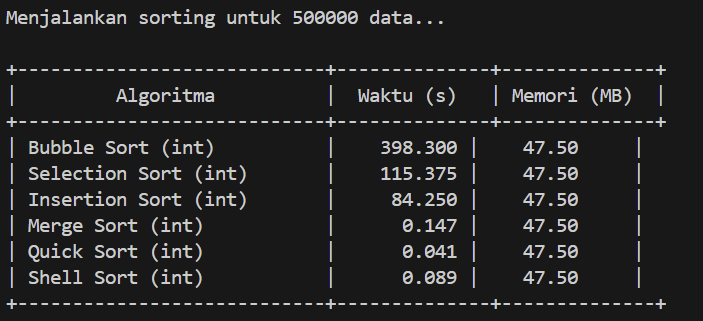 Menjalankan sorting untuk 500000 data...
+---------------------------+-------------+-------------+
|         Algoritma         |  Waktu (s)  | Memori (MB)  |
+---------------------------+-------------+-------------+
| Bubble Sort (int)         |    398.300 |    47.50     |
| Selection Sort (int)      |    115.375 |    47.50     |
| Insertion Sort (int)      |     84.250 |    47.50     |
| Merge Sort (int)          |      0.147 |    47.50     |
| Quick Sort (int)          |      0.041 |    47.50     |
| Shell Sort (int)          |      0.089 |    47.50     |
+---------------------------+-------------+-------------+